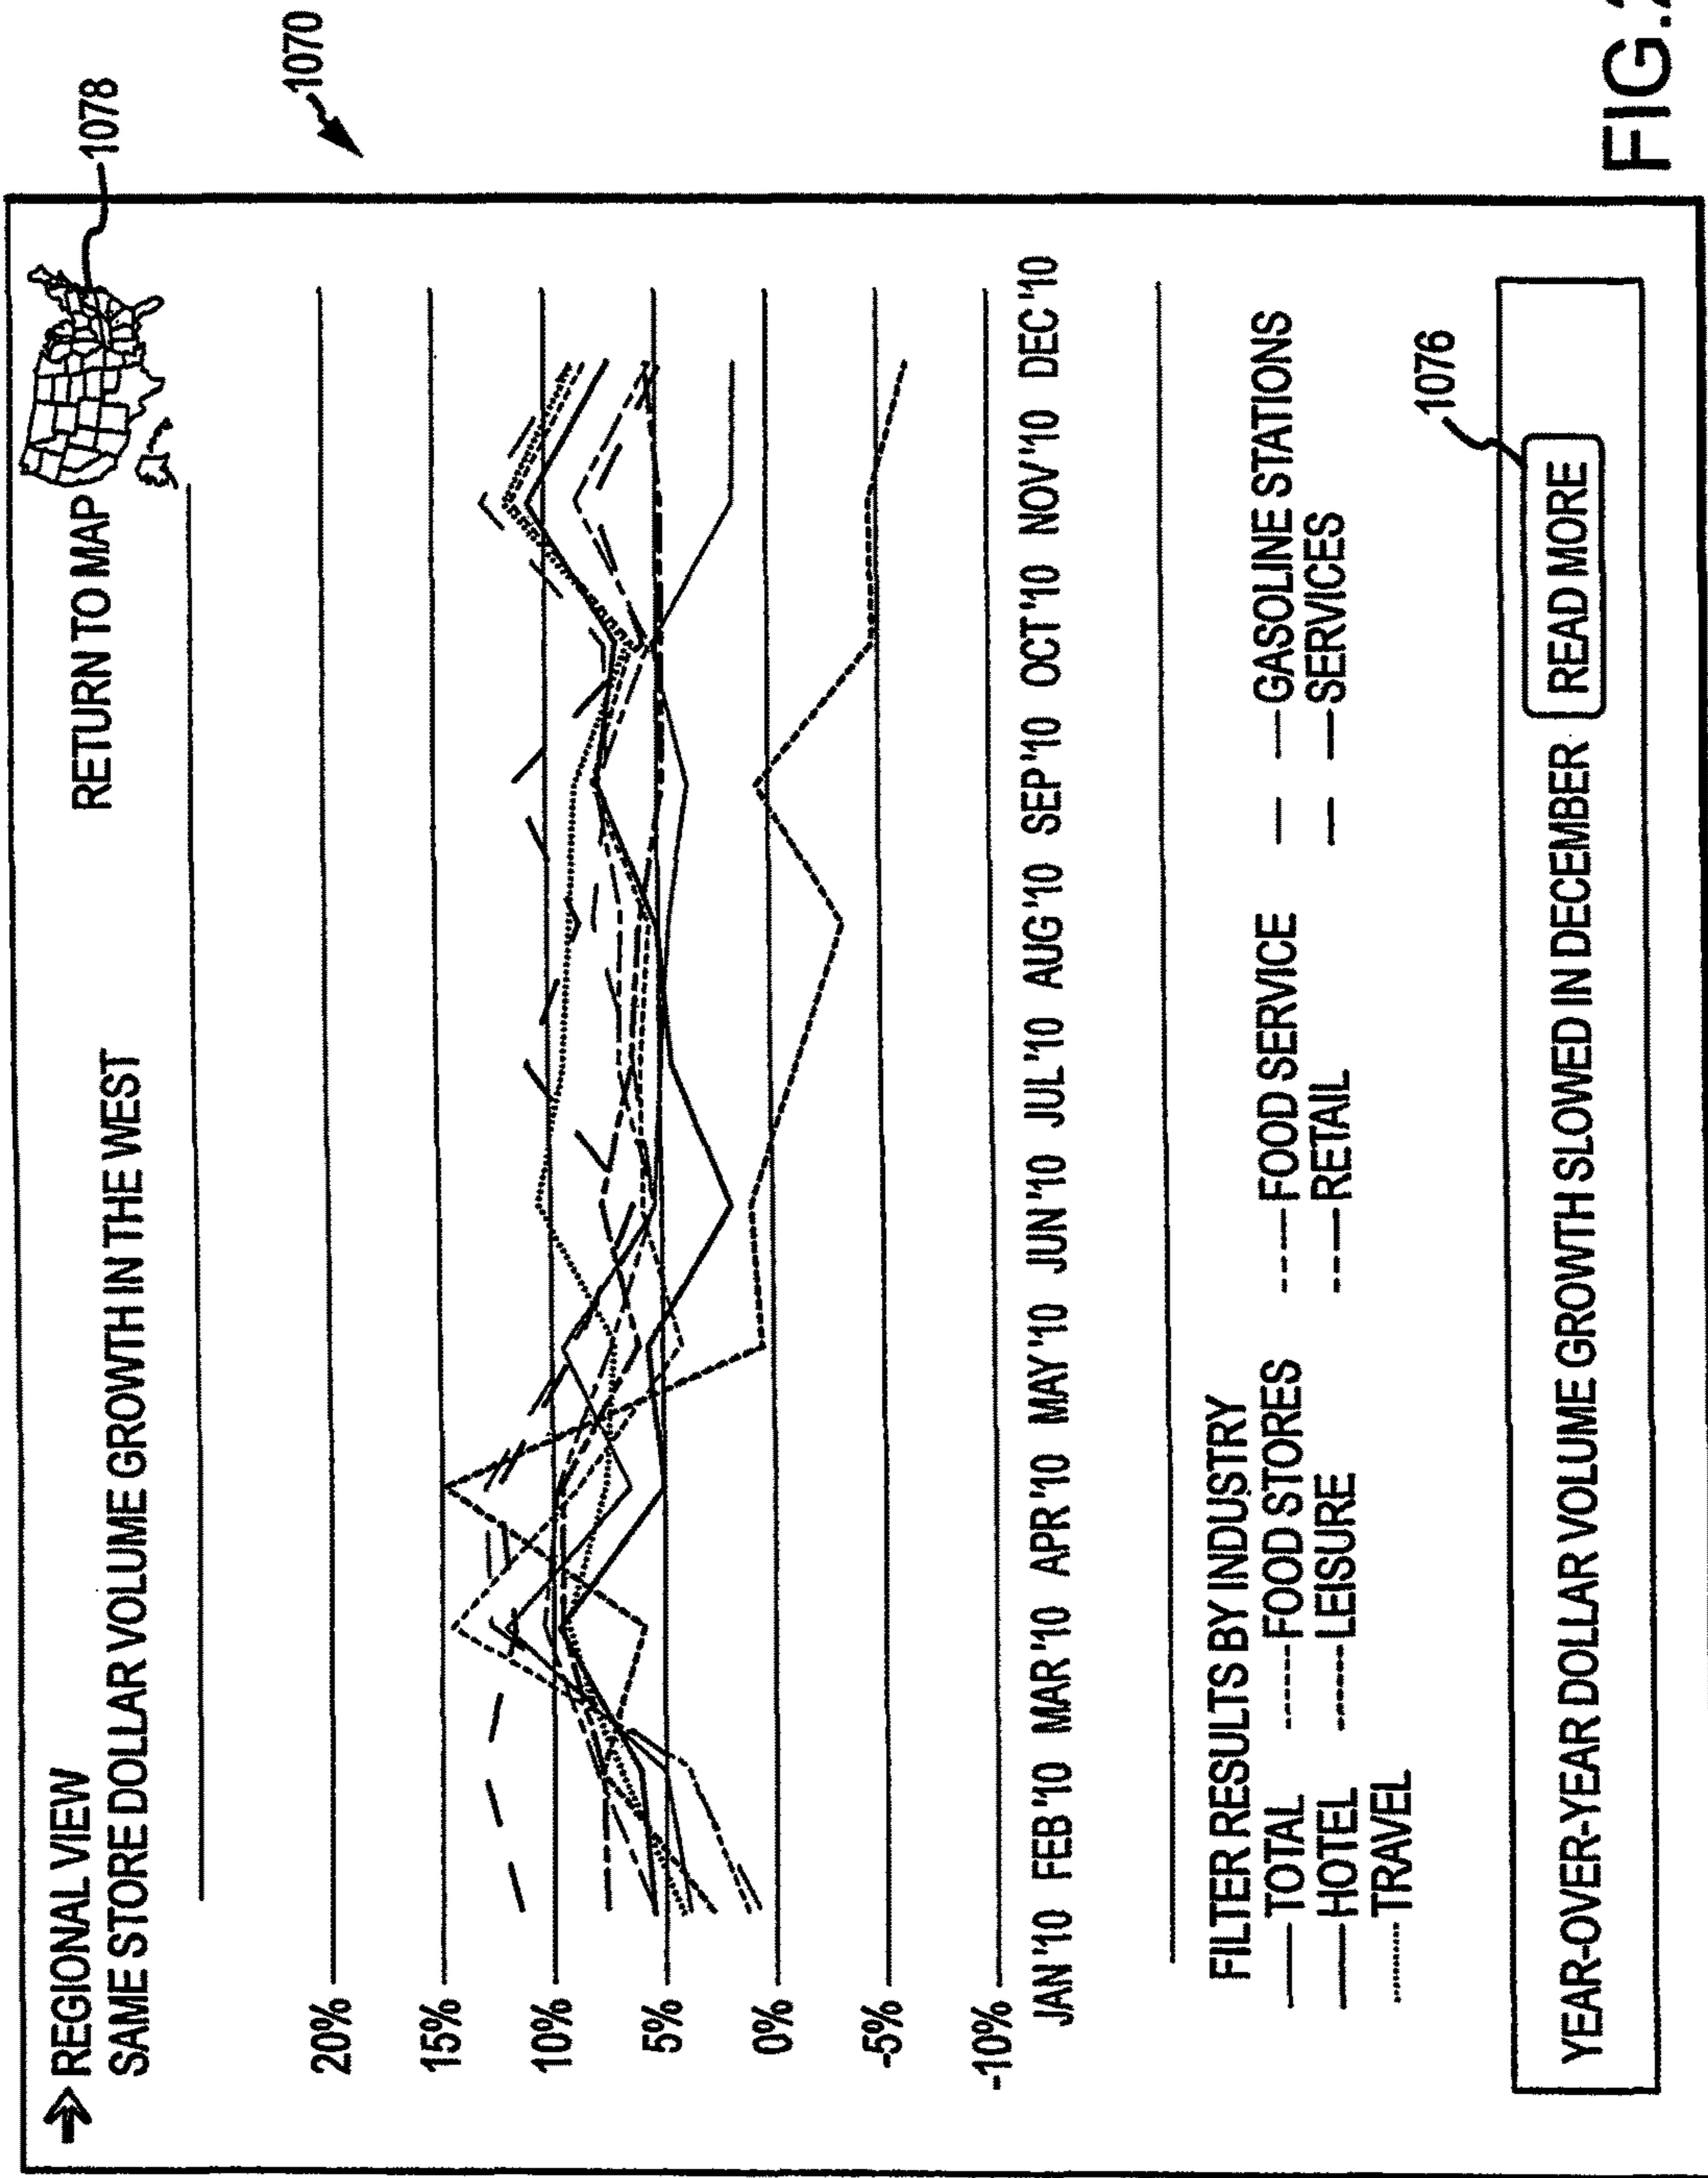 REGIONAL VIEW
SAME STORE DOLLAR VOLUME GROWTH IN THE WEST
RETURN TO MAP
1078
1070
20%
15%
10%
5%
0%
-5%
-10%
JAN '10 FEB '10 MAR '10 APR '10 MAY '10 JUN '10 JUL '10 AUG '10 SEP '10 OCT '10 NOV '10 DEC '10
FILTER RESULTS BY INDUSTRY
TOTAL FOOD STORES FOOD SERVICE GASOLINE STATIONS
HOTEL LEISURE RETAIL SERVICES
TRAVEL
1076
YEAR-OVER-YEAR DOLLAR VOLUME GROWTH SLOWED IN DECEMBER READ MORE
FIG.